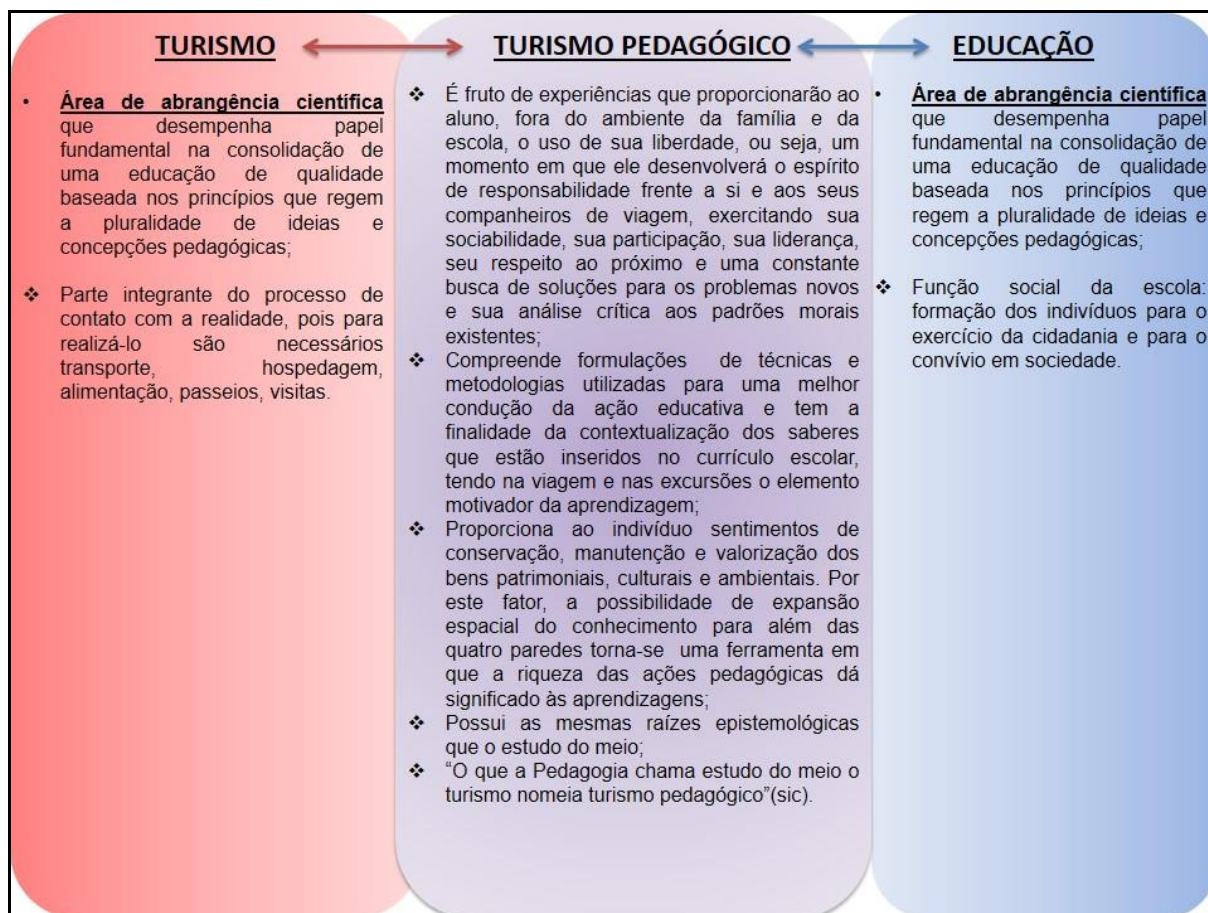 TURISMO
• Área de abrangência científica
que desempenha papel
fundamental na consolidação de
uma educação de qualidade
baseada nos princípios que regem
a pluralidade de ideias e
concepções pedagógicas;
❖ Parte integrante do processo de
contato com a realidade, pois para
realizá-lo são necessários
transporte, hospedagem,
alimentação, passeios, visitas.
TURISMO PEDAGÓGICO
❖ É fruto de experiências que proporcionarão ao
aluno, fora do ambiente da família e da
escola, o uso de sua liberdade, ou seja, um
momento em que ele desenvolverá o espírito
de responsabilidade frente a si e aos seus
companheiros de viagem, exercitando sua
sociabilidade, sua participação, sua liderança,
seu respeito ao próximo e uma constante
busca de soluções para os problemas novos
e sua análise crítica aos padrões morais
existentes;
❖ Compreende formulações de técnicas e
metodologias utilizadas para uma melhor
condução da ação educativa e tem a
finalidade da contextualização dos saberes
que estão inseridos no currículo escolar,
tendo na viagem e nas excursões o elemento
motivador da aprendizagem;
❖ Proporciona ao indivíduo sentimentos de
conservação, manutenção e valorização dos
bens patrimoniais, culturais e ambientais. Por
este fator, a possibilidade de expansão
espacial do conhecimento para além das
quatro paredes torna-se uma ferramenta em
que a riqueza das ações pedagógicas dá
significado às aprendizagens;
❖ Possui as mesmas raízes epistemológicas
que o estudo do meio;
❖ “O que a Pedagogia chama estudo do meio o
turismo nomeia turismo pedagógico”(sic).
EDUCAÇÃO
• Área de abrangência científica
que desempenha papel
fundamental na consolidação de
uma educação de qualidade
baseada nos princípios que
regem a pluralidade de ideias e
concepções pedagógicas;
❖ Função social da escola:
formação dos indivíduos para o
exercício da cidadania e para o
convívio em sociedade.